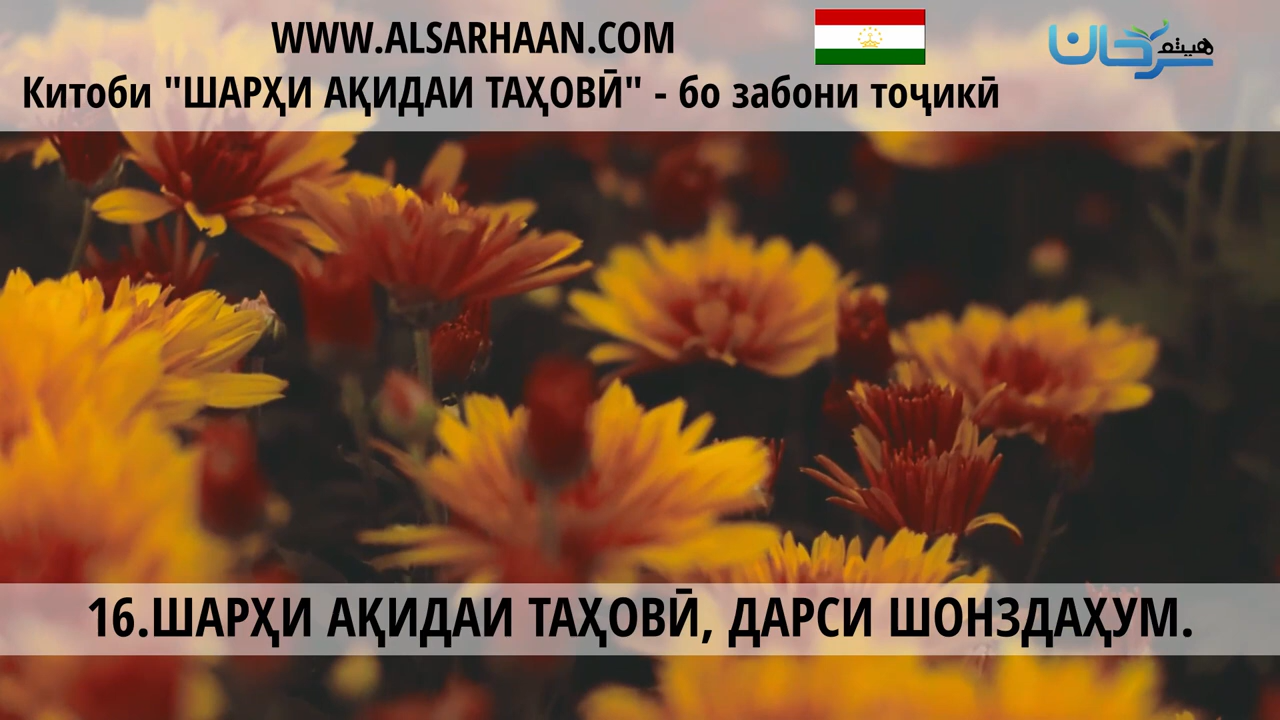 WWW.ALSARHAAN.COM
هيثم سرحان
Китоби "ШАРҲИ АҚИДАИ ТАҲОВӢ" - бо забони тоҷикӣ
16.ШАРҲИ АҚИДАИ ТАҲОВӢ, ДАРСИ ШОНЗДАҲУМ.